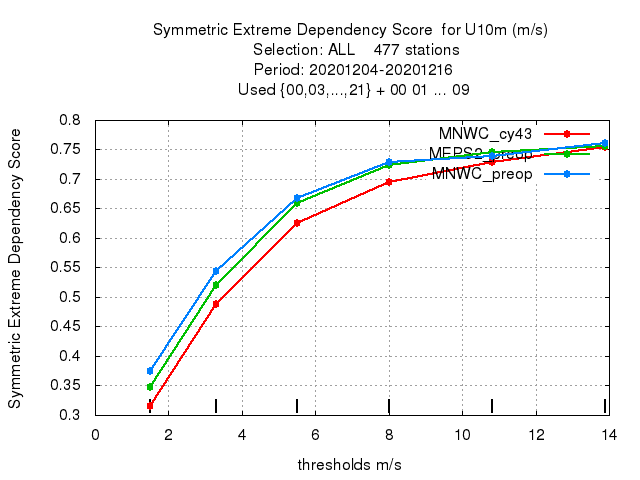 Symmetric Extreme Dependency Score for U10m (m/s)
Selection: ALL 477 stations
Period: 20201204-20201216
Used {00,03,...,21} + 00 01 ... 09
Symmetric Extreme Dependency Score
0.8
0.75
0.7
0.65
0.6
0.55
0.5
0.45
0.4
0.35
0.3
MNWC_cy43
MEPS2_preop
MNWC_preop
0 2 4 6 8 10 12 14
thresholds m/s